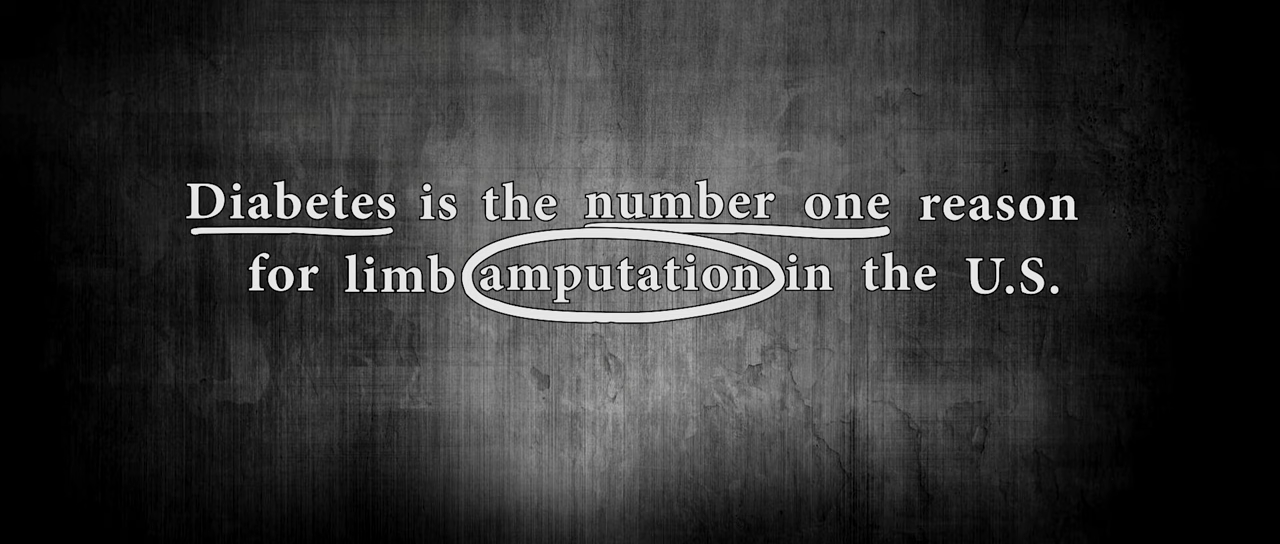 Diabetes is the number one reason
for limb amputation in the U.S.